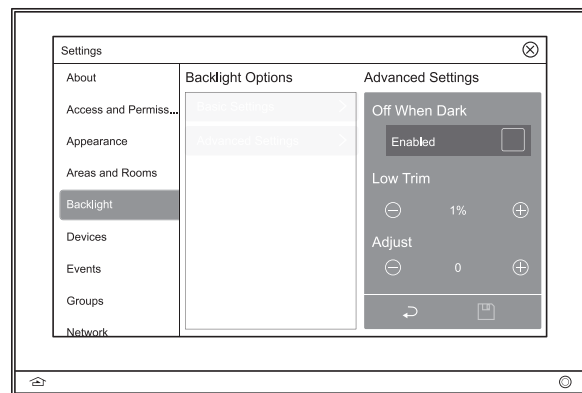 Settings
About
Access and Permiss...
Appearance
Areas and Rooms
Backlight
Devices
Events
Groups
Network
Backlight Options
Basic Settings
Advanced Settings
Advanced Settings
Off When Dark
Enabled
Low Trim
1%
Adjust
0